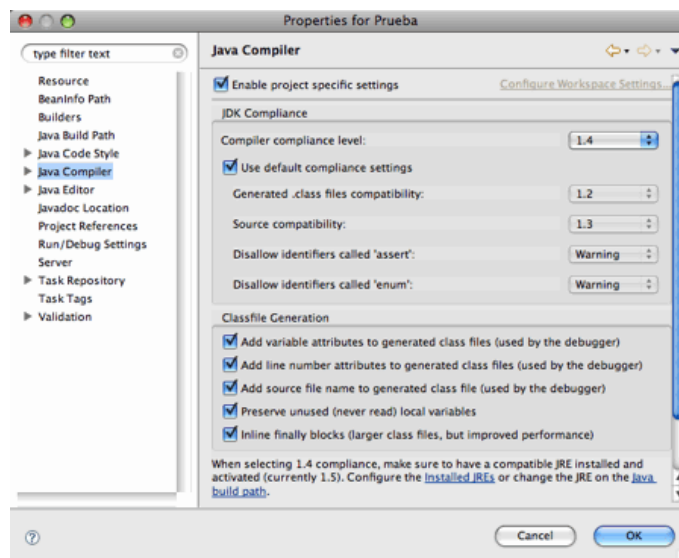 Properties for Prueba
type filter text
Resource
BeanInfo Path
Builders
Java Build Path
Java Code Style
Java Compiler
Java Editor
Javadoc Location
Project References
Run/Debug Settings
Server
Task Repository
Task Tags
Validation
Java Compiler
Enable project specific settings
Configure Workspace Settings...
JDK Compliance
Compiler compliance level: 1.4
Use default compliance settings
Generated .class files compatibility: 1.2
Source compatibility: 1.3
Disallow identifiers called 'assert': Warning
Disallow identifiers called 'enum': Warning
Classfile Generation
Add variable attributes to generated class files (used by the debugger)
Add line number attributes to generated class files (used by the debugger)
Add source file name to generated class file (used by the debugger)
Preserve unused (never read) local variables
Inline finally blocks (larger class files, but improved performance)
When selecting 1.4 compliance, make sure to have a compatible JRE installed and
activated (currently 1.5). Configure the Installed JREs or change the JRE on the Java
build path.
?
Cancel
OK